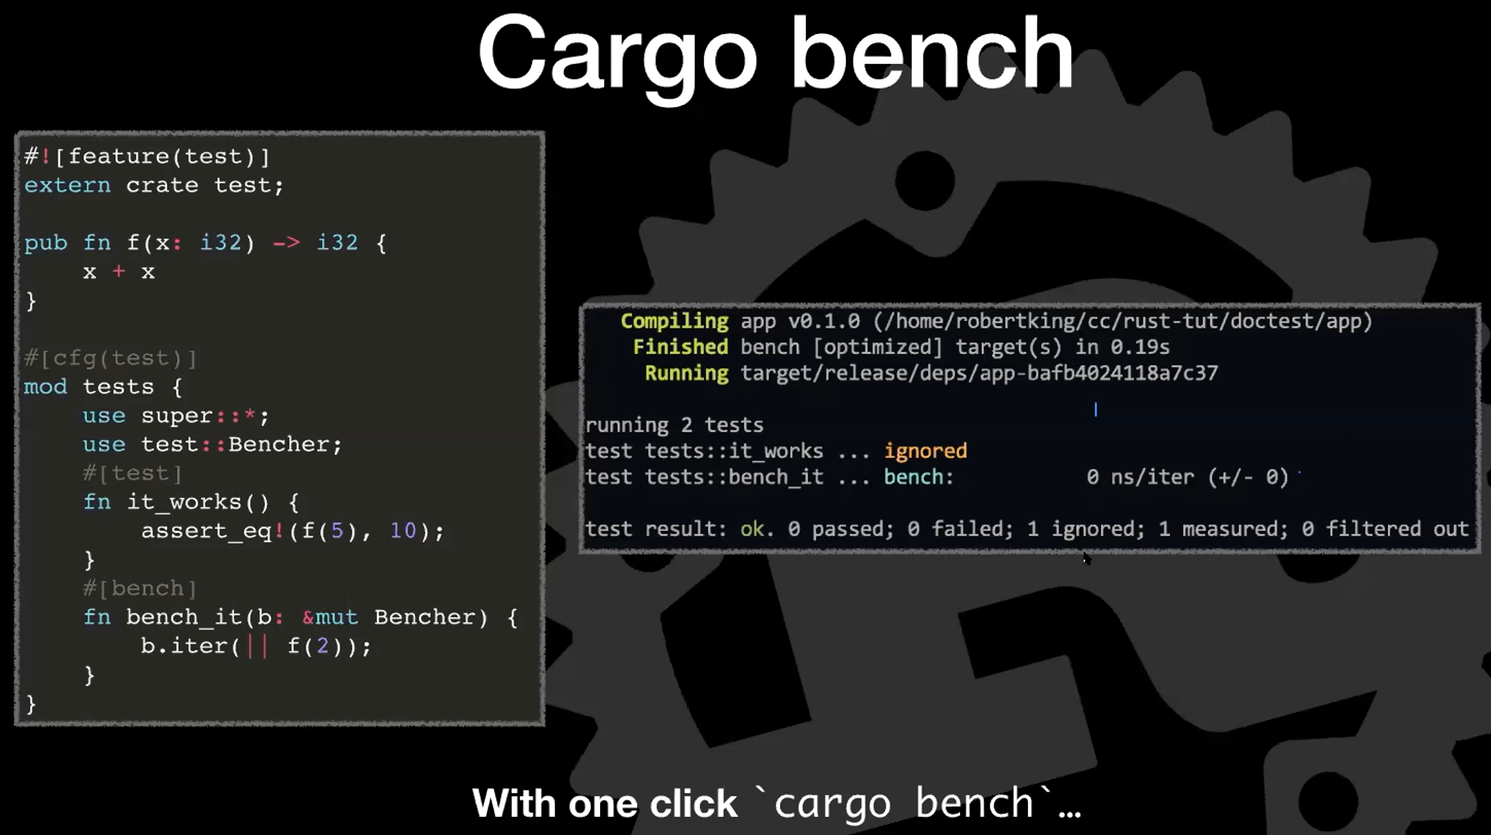 Cargo bench
#![feature(test)]
extern crate test;
pub fn f(x: i32) -> i32 {
    x + x
}
#[cfg(test)]
mod tests {
    use super::*;
    use test::Bencher;
    #[test]
    fn it_works() {
        assert_eq!(f(5), 10);
    }
    #[bench]
    fn bench_it(b: &mut Bencher) {
        b.iter(|| f(2));
    }
}
Compiling app v0.1.0 (/home/robertking/cc/rust-tut/doctest/app)
Finished bench [optimized] target(s) in 0.19s
Running target/release/deps/app-bafb4024118a7c37
running 2 tests
test tests::it_works ... ignored
test tests::bench_it ... bench:           0 ns/iter (+/- 0)
test result: ok. 0 passed; 0 failed; 1 ignored; 1 measured; 0 filtered out
With one click `cargo bench`…